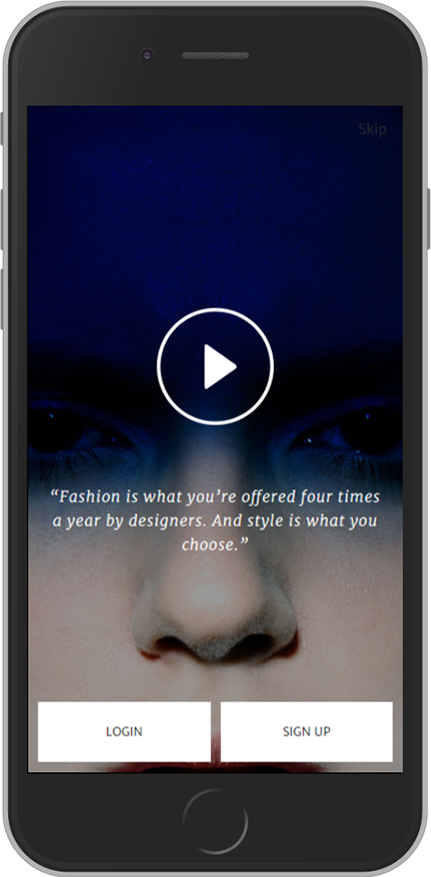 Skip
“Fashion is what you’re offered four times
a year by designers. And style is what you
choose.”
LOGIN
SIGN UP